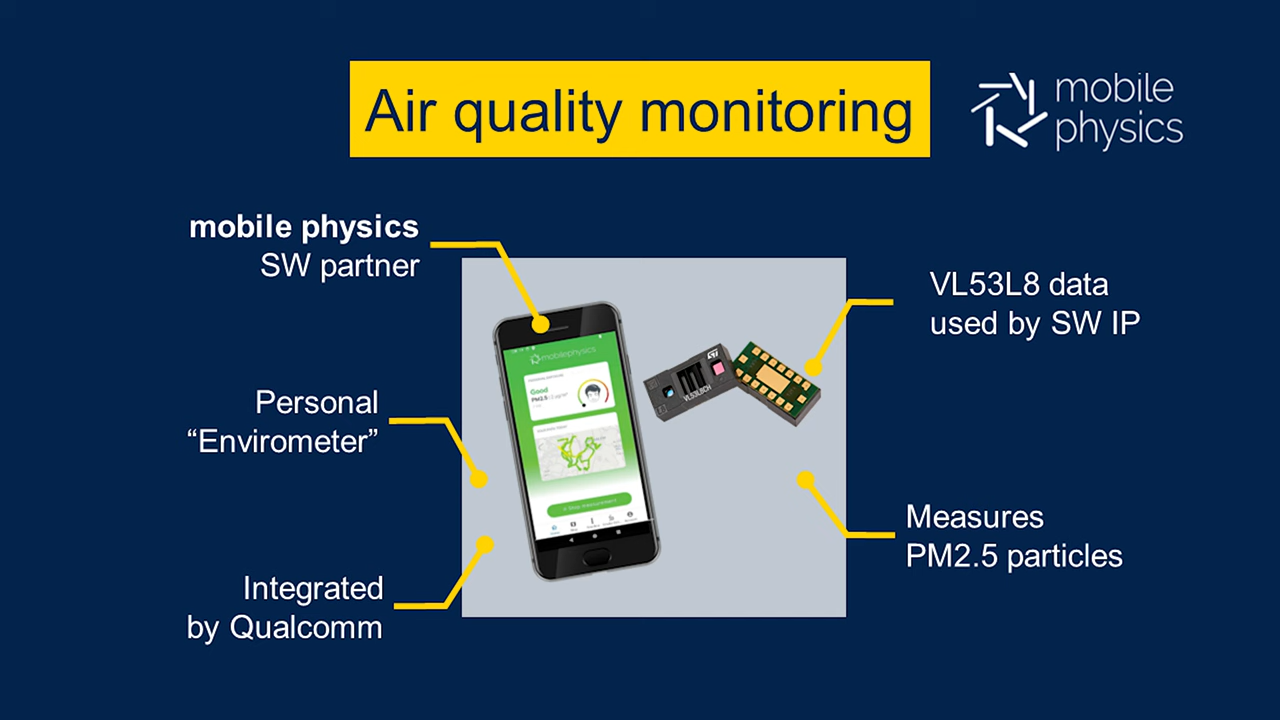 Air quality monitoring
mobile
physics
mobile physics
SW partner
VL53L8 data
used by SW IP
Personal
“Envirometer”
Integrated
by Qualcomm
Measures
PM2.5 particles
mobilephysics
Good
PM2.5
VL53L8CH